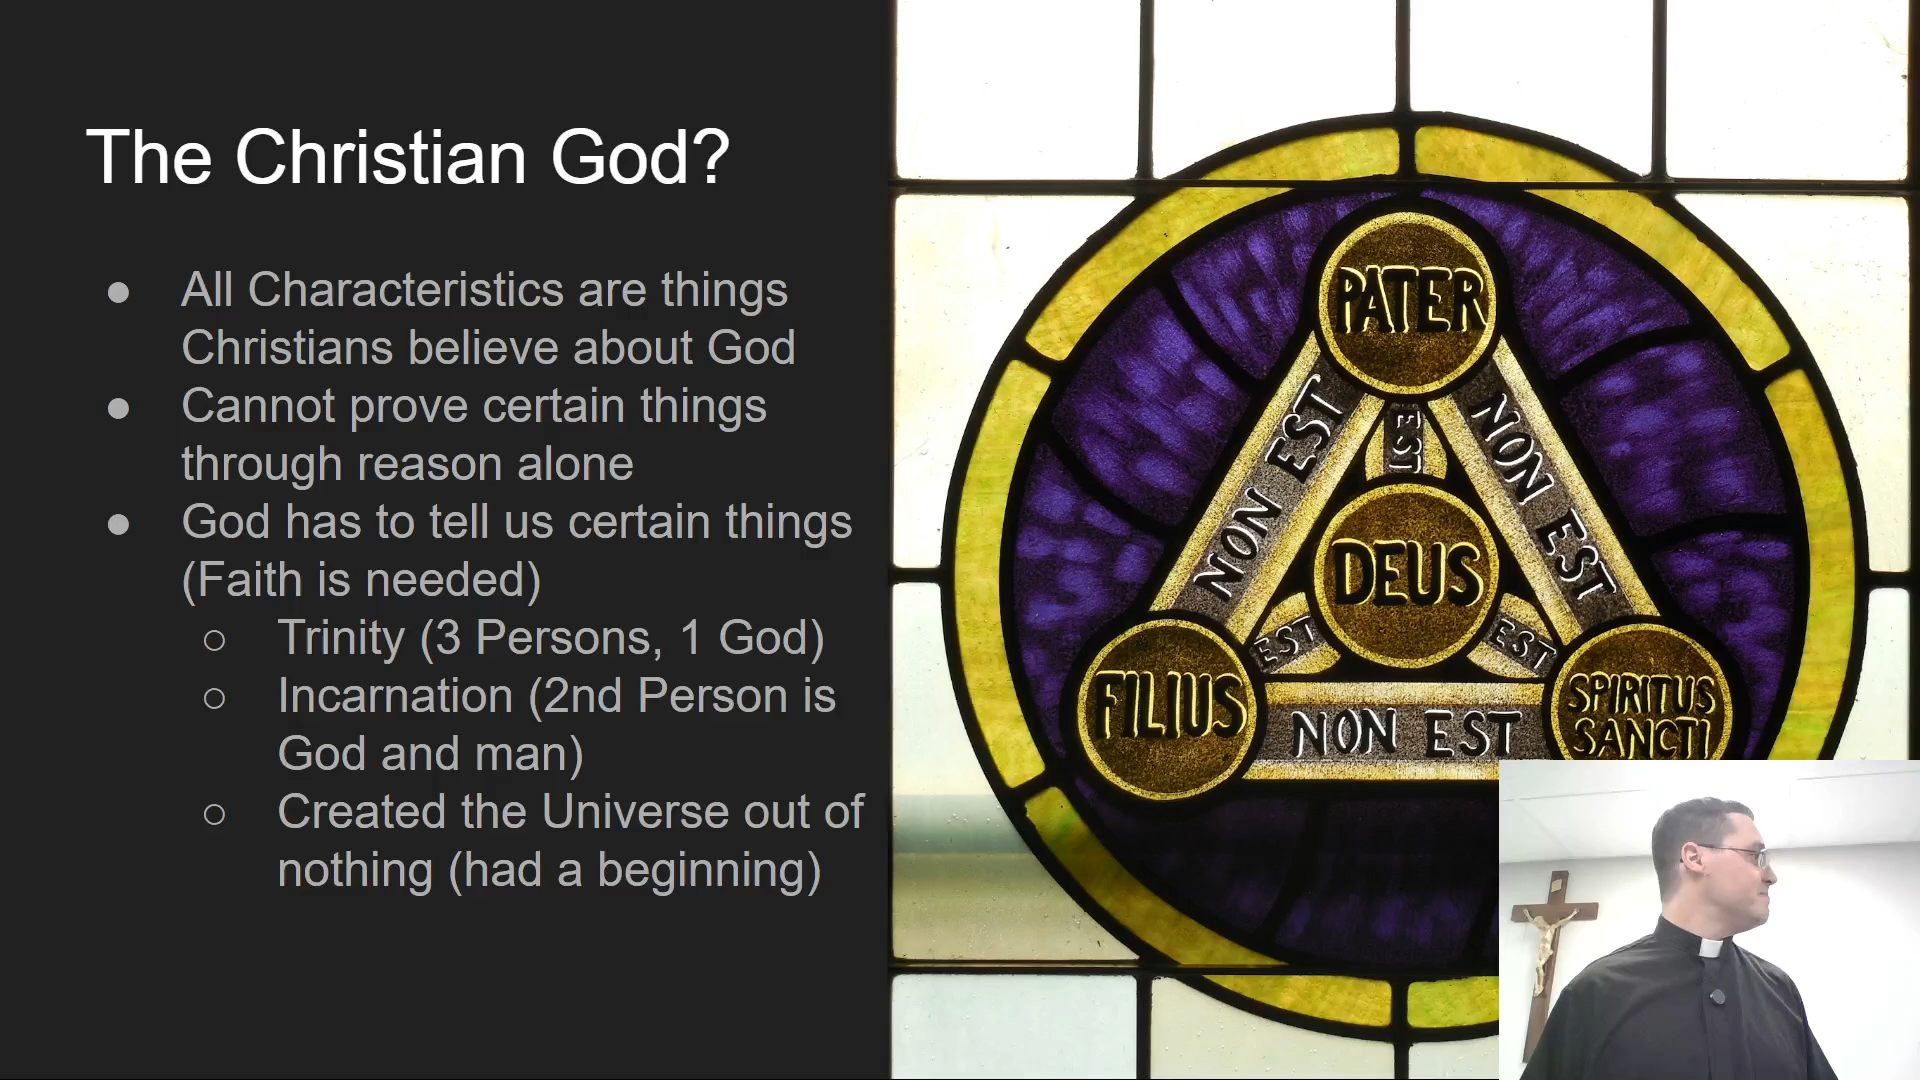 The Christian God?
● All Characteristics are things
Christians believe about God
● Cannot prove certain things
through reason alone
● God has to tell us certain things
(Faith is needed)
○ Trinity (3 Persons, 1 God)
○ Incarnation (2nd Person is
God and man)
○ Created the Universe out of
nothing (had a beginning)
PATER
NON EST
EST
NON EST
DEUS
EST
EST
FILIUS
NON EST
SPIRITUS
SANCTI